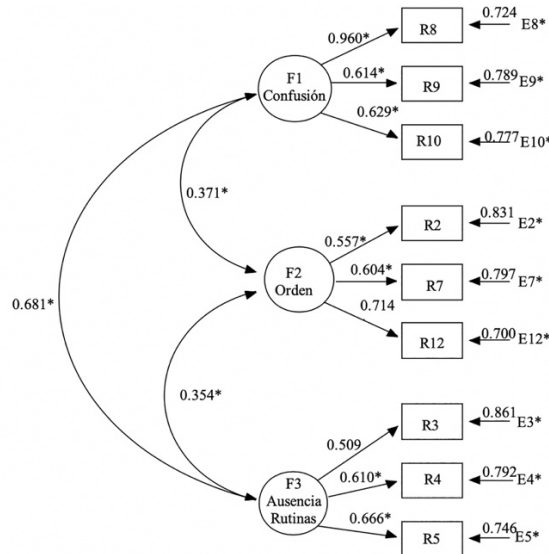 0.724
0.960*
R8
E8*
F1
Confusión
0.614*
R9
0.789
E9*
0.629*
R10
0.777
E10*
0.371*
0.831
R2
E2*
0.557*
F2
Orden
0.604*
R7
0.797
E7*
0.714
R12
0.700
E12*
0.681*
0.354*
0.861
R3
E3*
0.509
F3
Ausencia
Rutinas
0.610*
R4
0.792
E4*
0.666*
R5
0.746
E5*